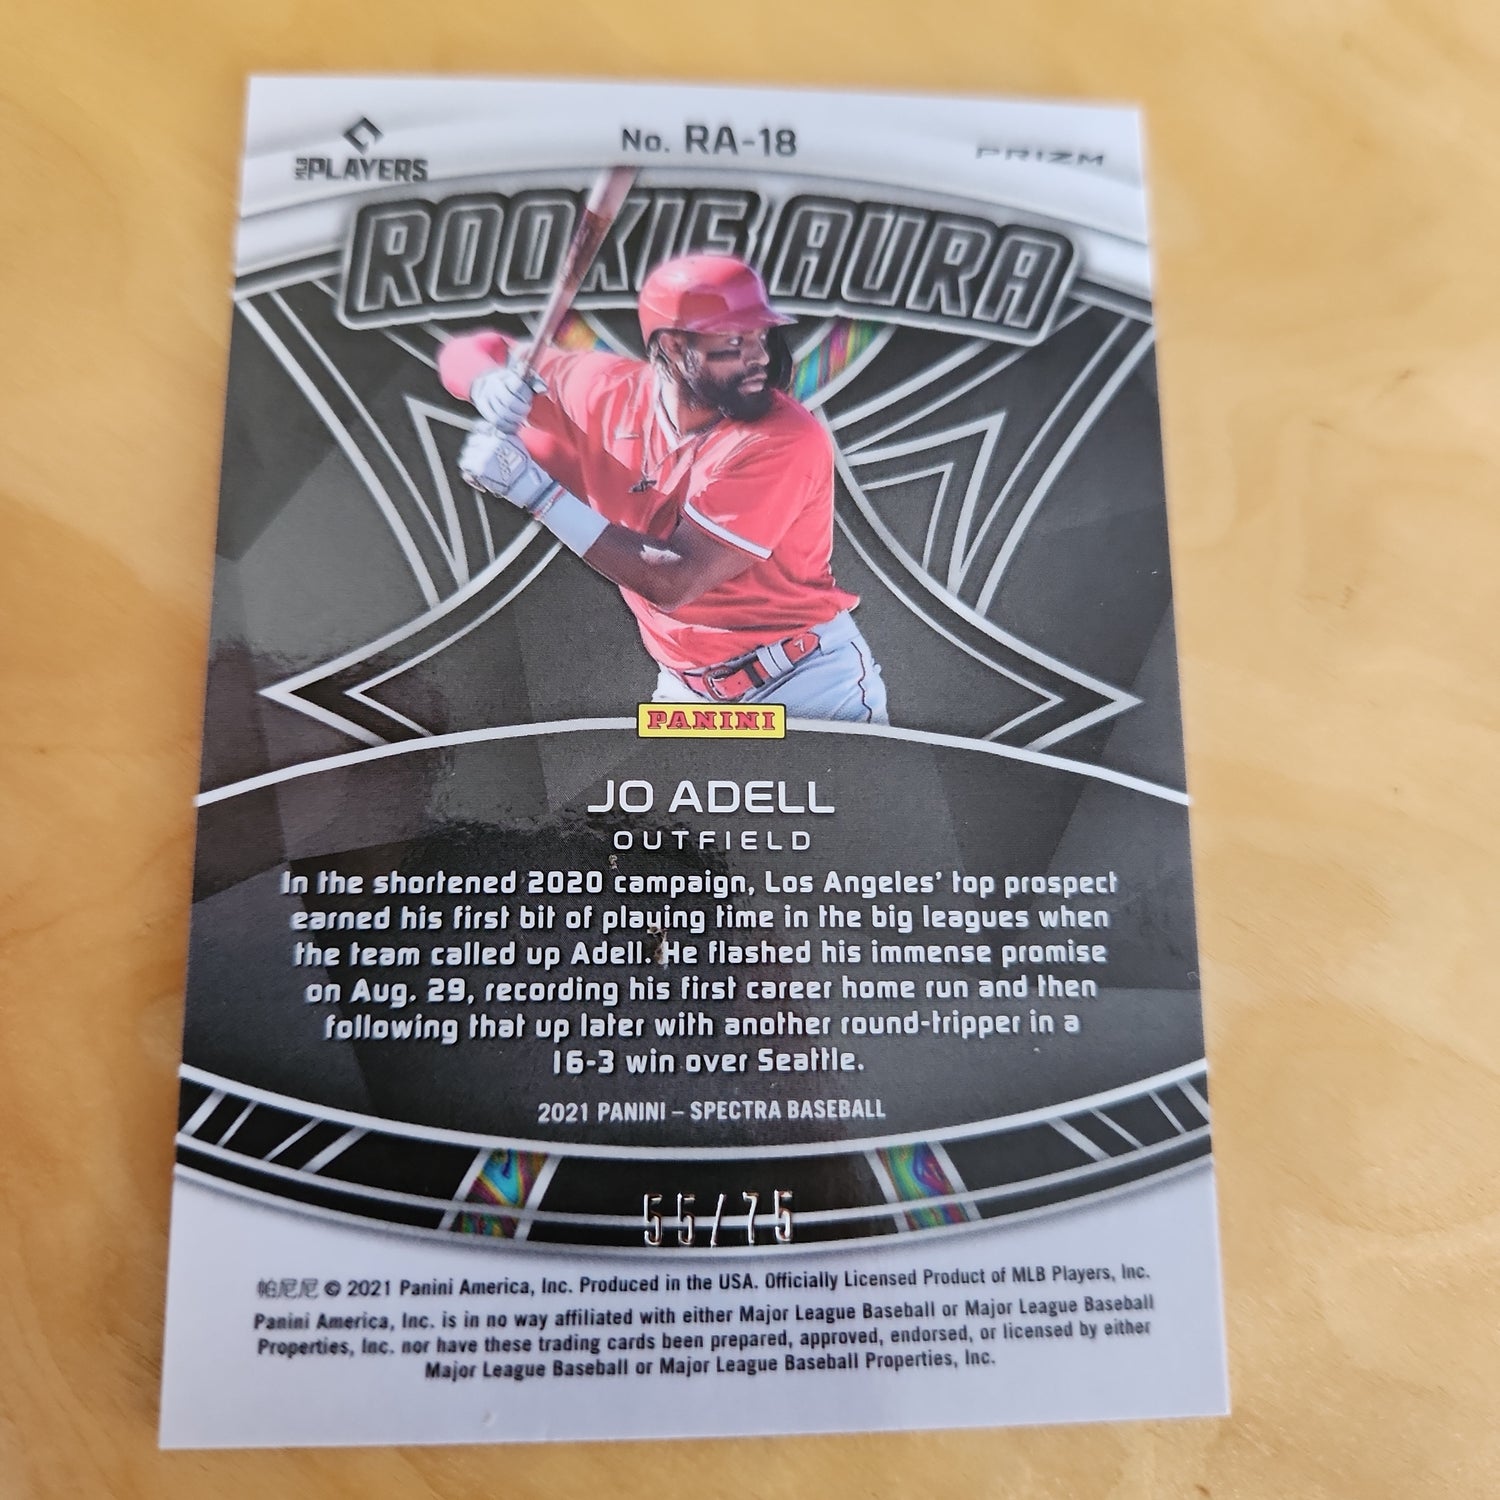 MLB PLAYERS
No. RA-18
PRIZM
ROOKIE AURA
7
PANINI
JO ADELL
OUTFIELD
In the shortened 2020 campaign, Los Angeles' top prospect
earned his first bit of playing time in the big leagues when
the team called up Adell. He flashed his immense promise
on Aug. 29, recording his first career home run and then
following that up later with another round-tripper in a
16-3 win over Seattle.
2021 PANINI – SPECTRA BASEBALL
55/75
帕尼尼 © 2021 Panini America, Inc. Produced in the USA. Officially Licensed Product of MLB Players, Inc.
Panini America, Inc. is in no way affiliated with either Major League Baseball or Major League Baseball
Properties, Inc. nor have these trading cards been prepared, approved, endorsed, or licensed by either
Major League Baseball or Major League Baseball Properties, Inc.